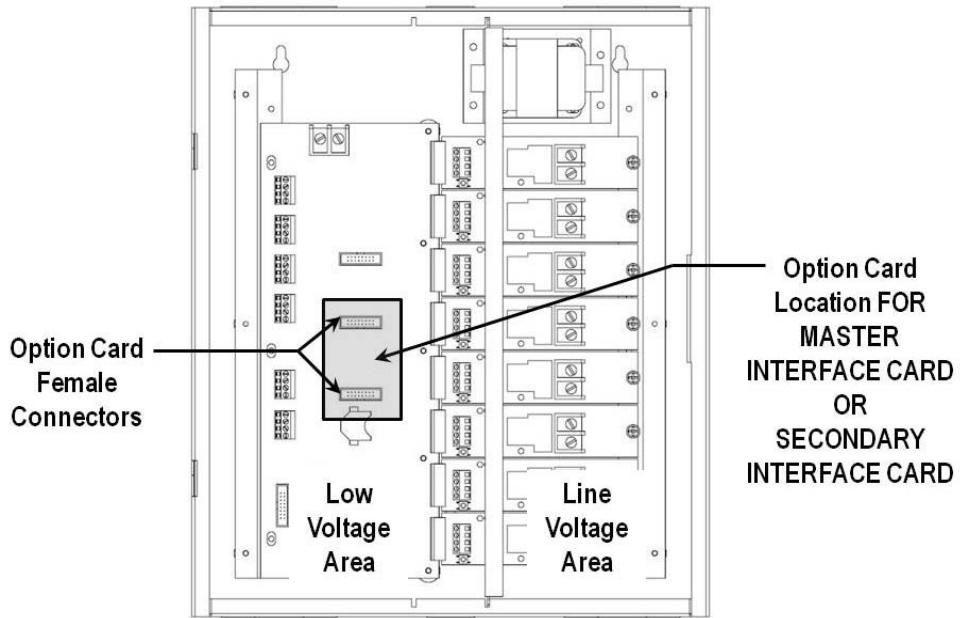 Option Card
Female
Connectors
Low
Voltage
Area
Line
Voltage
Area
Option Card
Location FOR
MASTER
INTERFACE CARD
OR
SECONDARY
INTERFACE CARD